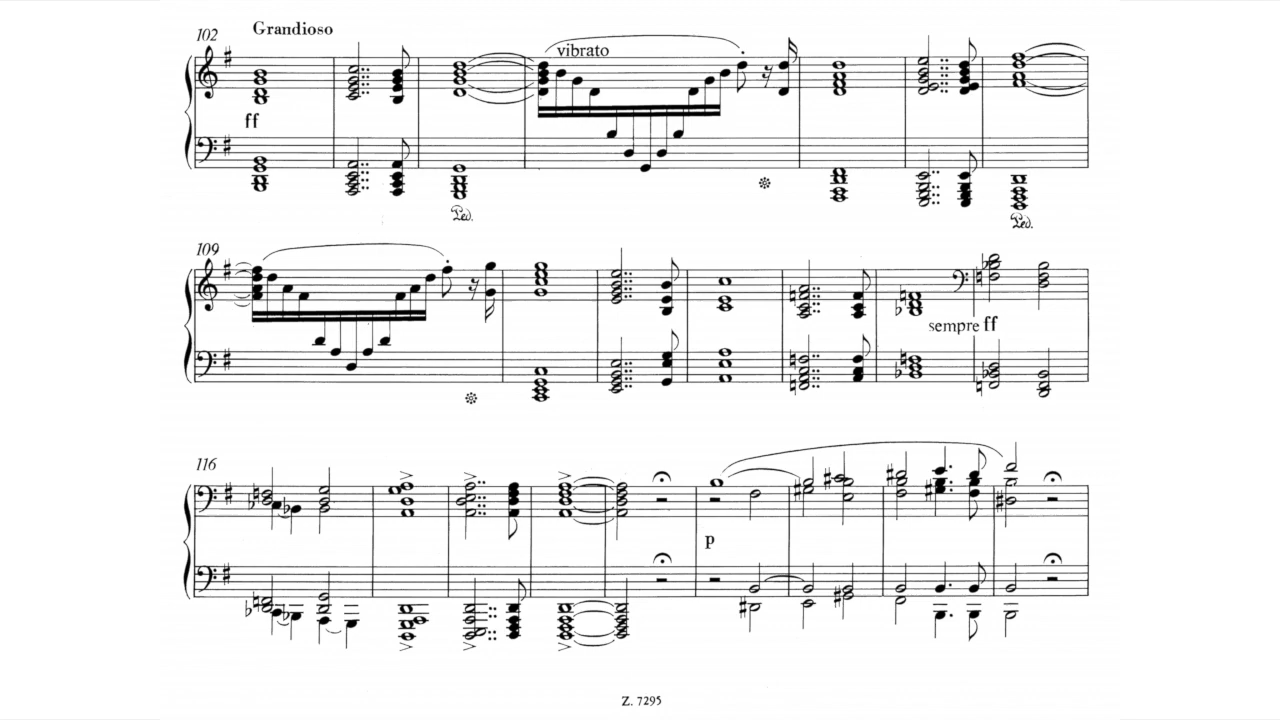 102 Grandioso
vibrato
ff
Ped.
Ped.
109
sempre ff
116
p
Z. 7295